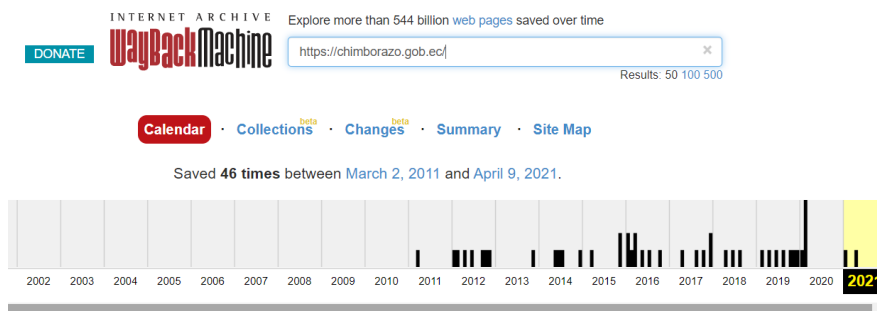 INTERNET ARCHIVE
WayBackMachine
DONATE
Explore more than 544 billion web pages saved over time
https://chimborazo.gob.ec/
Results: 50 100 500
Calendar · Collections beta · Changes beta · Summary · Site Map
Saved 46 times between March 2, 2011 and April 9, 2021.
2002 2003 2004 2005 2006 2007 2008 2009 2010 2011 2012 2013 2014 2015 2016 2017 2018 2019 2020 2021